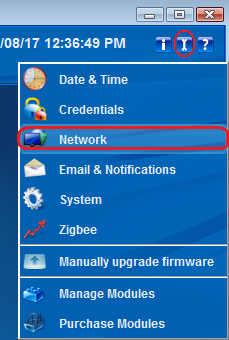 /08/17 12:36:49 PM
i ?
Date & Time
Credentials
Network
Email & Notifications
System
Zigbee
Manually upgrade firmware
Manage Modules
Purchase Modules